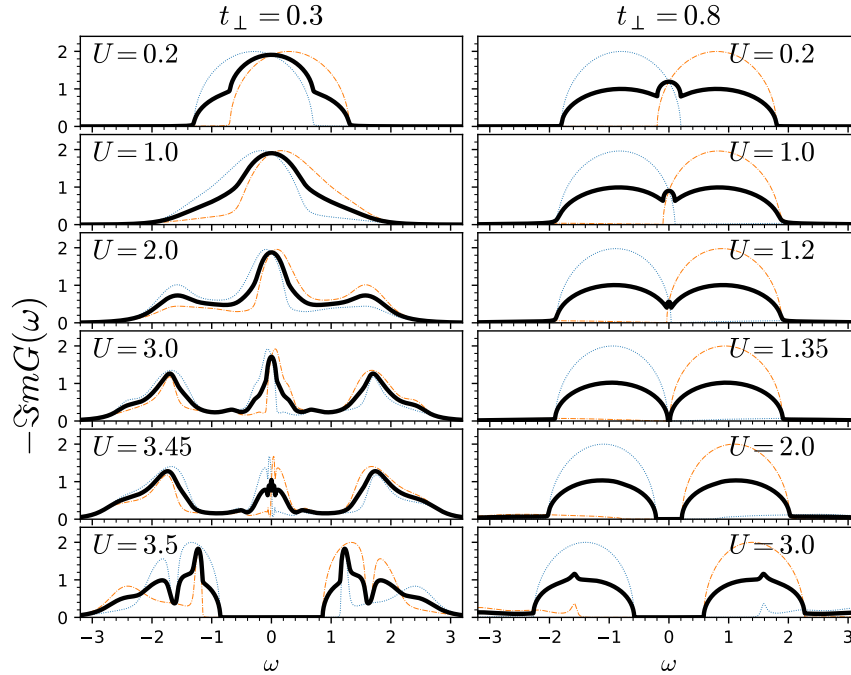 t⊥ = 0.3
t⊥ = 0.8
−ℑmG(ω)
U = 0.2
0
1
2
U = 0.2
U = 1.0
0
1
2
U = 1.0
U = 2.0
0
1
2
U = 1.2
U = 3.0
0
1
2
U = 1.35
U = 3.45
0
1
2
U = 2.0
U = 3.5
0
1
2
U = 3.0
−3 −2 −1 0 1 2 3
−3 −2 −1 0 1 2 3
ω
ω